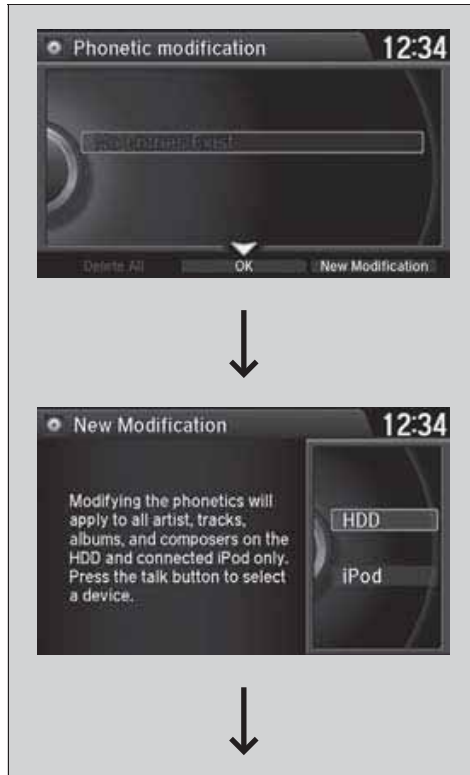 Phonetic modification
12:34
Exist
Delete All
OK
New Modification
New Modification
12:34
Modifying the phonetics will
apply to all artist, tracks,
albums, and composers on the
HDD and connected iPod only.
Press the talk button to select
a device.
HDD
iPod